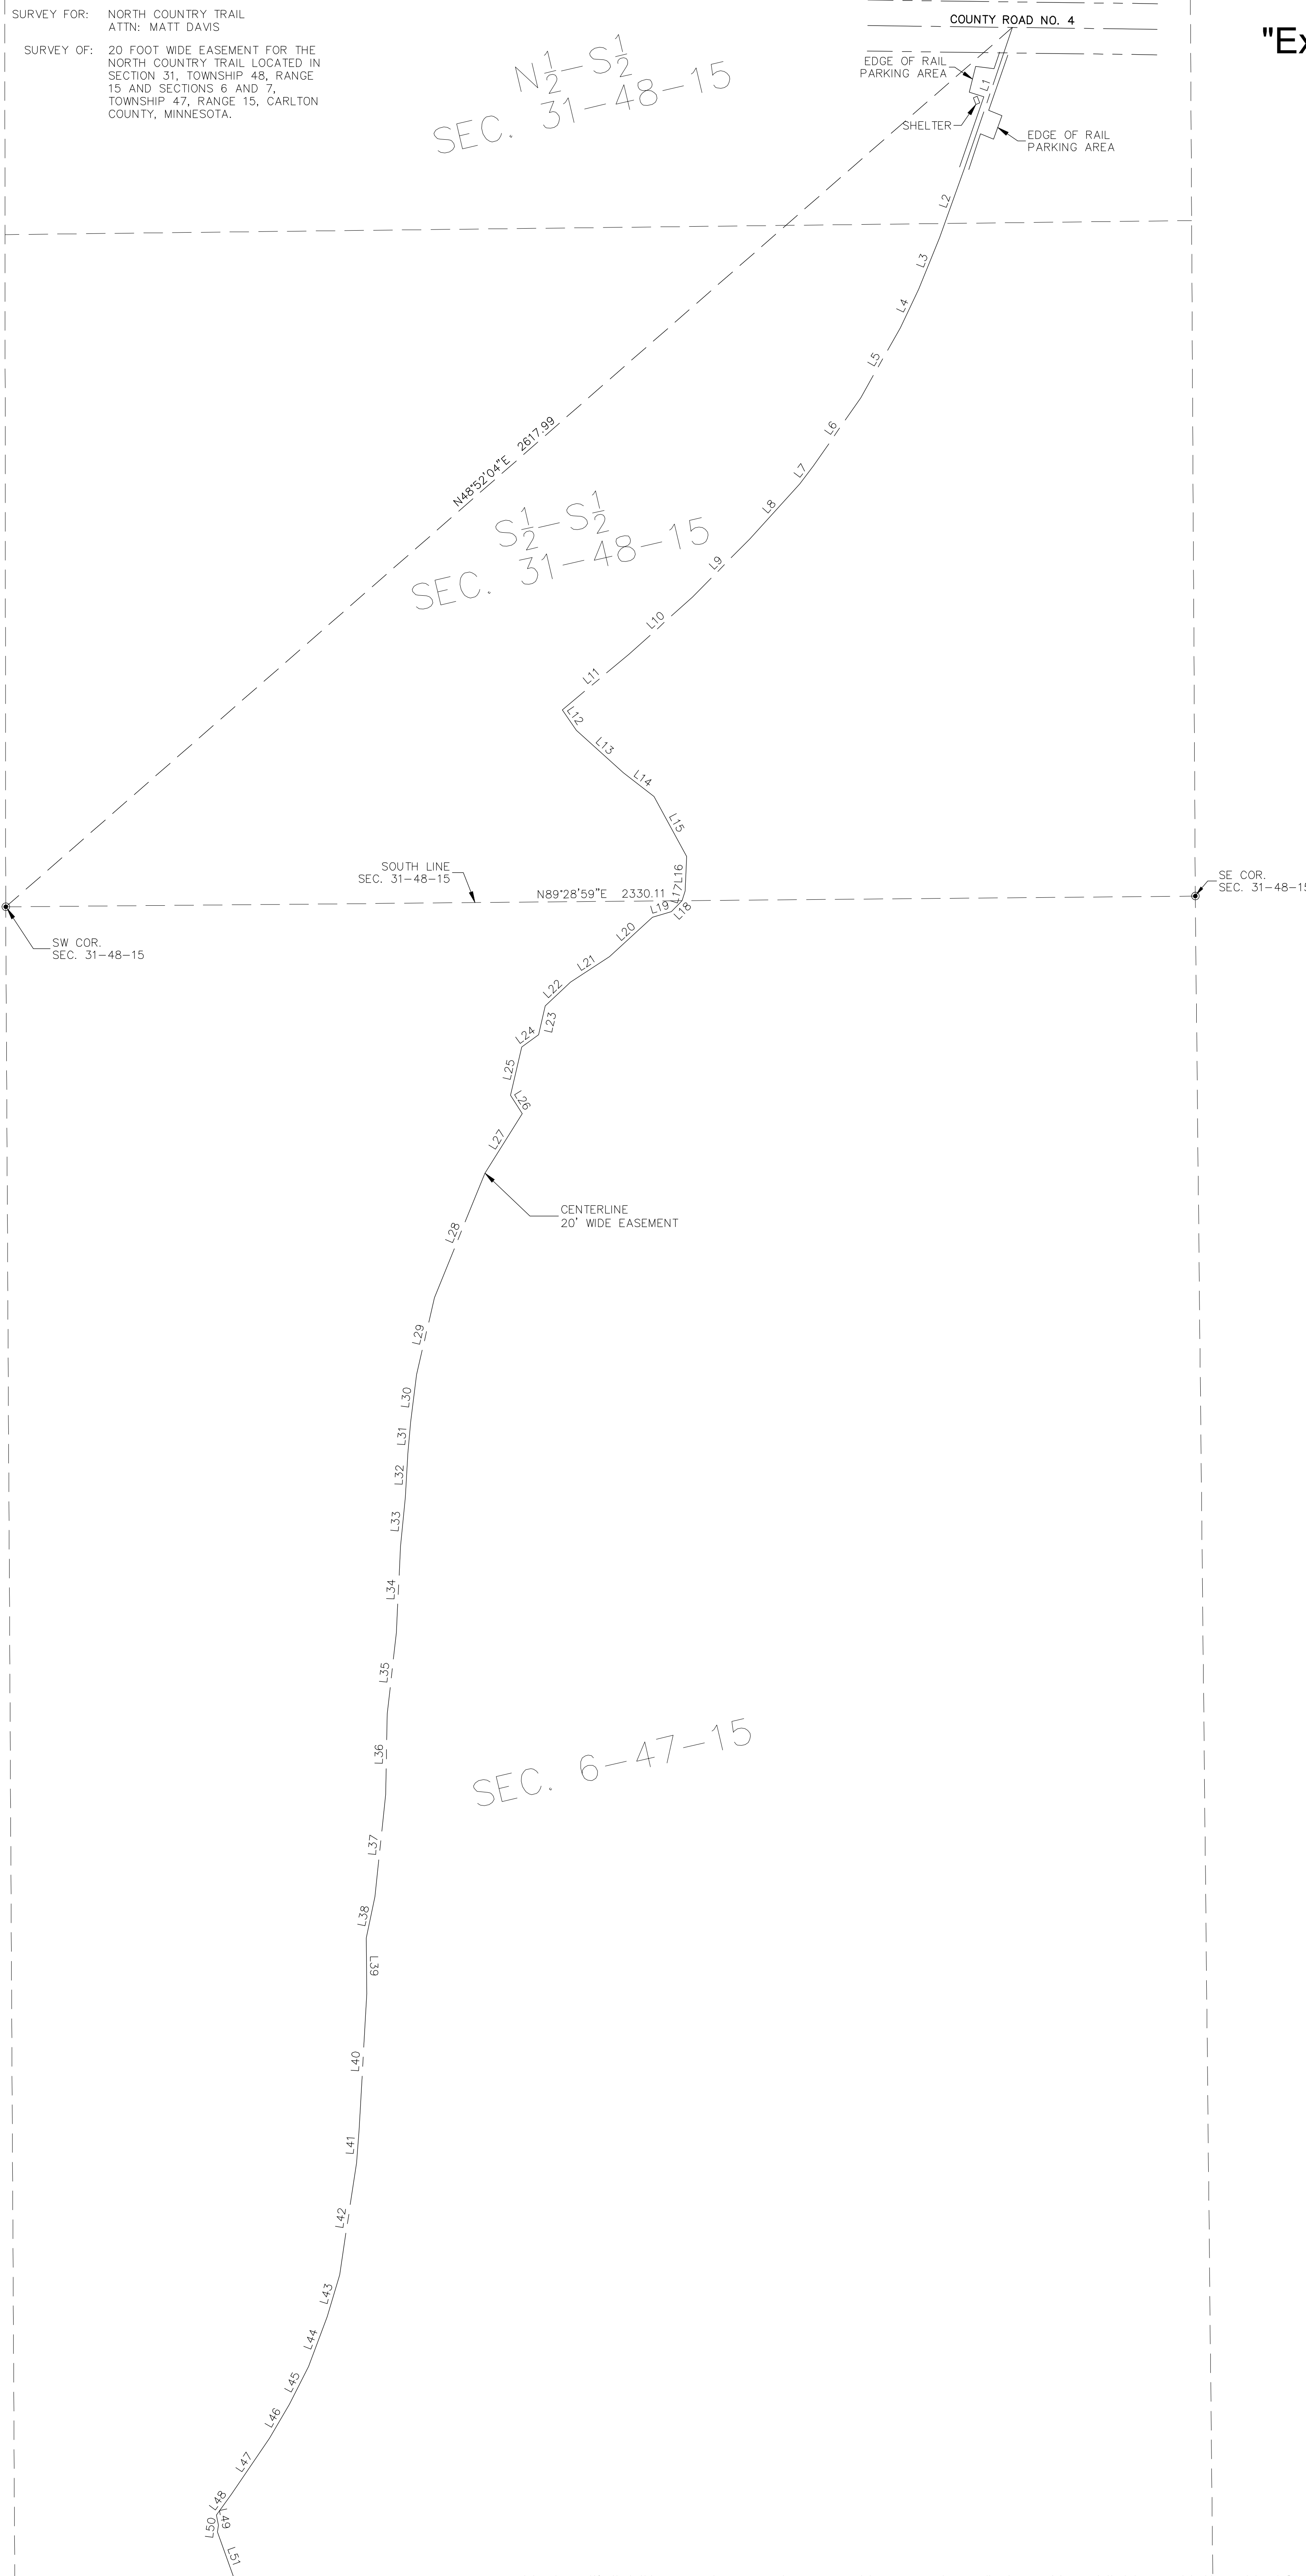 SURVEY FOR: NORTH COUNTRY TRAIL
ATTN: MATT DAVIS
SURVEY OF: 20 FOOT WIDE EASEMENT FOR THE
NORTH COUNTRY TRAIL LOCATED IN
SECTION 31, TOWNSHIP 48, RANGE
15 AND SECTIONS 6 AND 7,
TOWNSHIP 47, RANGE 15, CARLTON
COUNTY, MINNESOTA.
COUNTY ROAD NO. 4
"Ex
N1/2–S1/2
SEC. 31–48–15
EDGE OF RAIL
PARKING AREA
L1
SHELTER
EDGE OF RAIL
PARKING AREA
L2
L3
L4
L5
L6
L7
L8
L9
L10
L11
N48°52'04"E 2617.99
S1/2–S1/2
SEC. 31–48–15
L12
L13
L14
L15
L16
L17
L18
L19
SOUTH LINE
SEC. 31–48–15
N89°28'59"E 2330.11
SE COR.
SEC. 31–48–15
SW COR.
SEC. 31–48–15
L20
L21
L22
L23
L24
L25
L26
L27
CENTERLINE
20' WIDE EASEMENT
L28
L29
L30
L31
L32
L33
L34
L35
L36
SEC. 6–47–15
L37
L38
L39
L40
L41
L42
L43
L44
L45
L46
L47
L48
L49
L50
L51